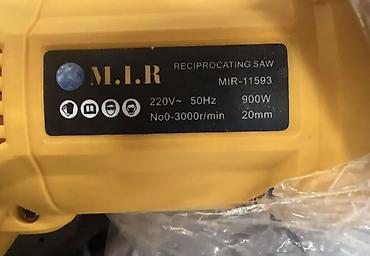 M.I.R
RECIPROCATING SAW
MIR-11593
220V~ 50Hz 900W
No0-3000r/min 20mm